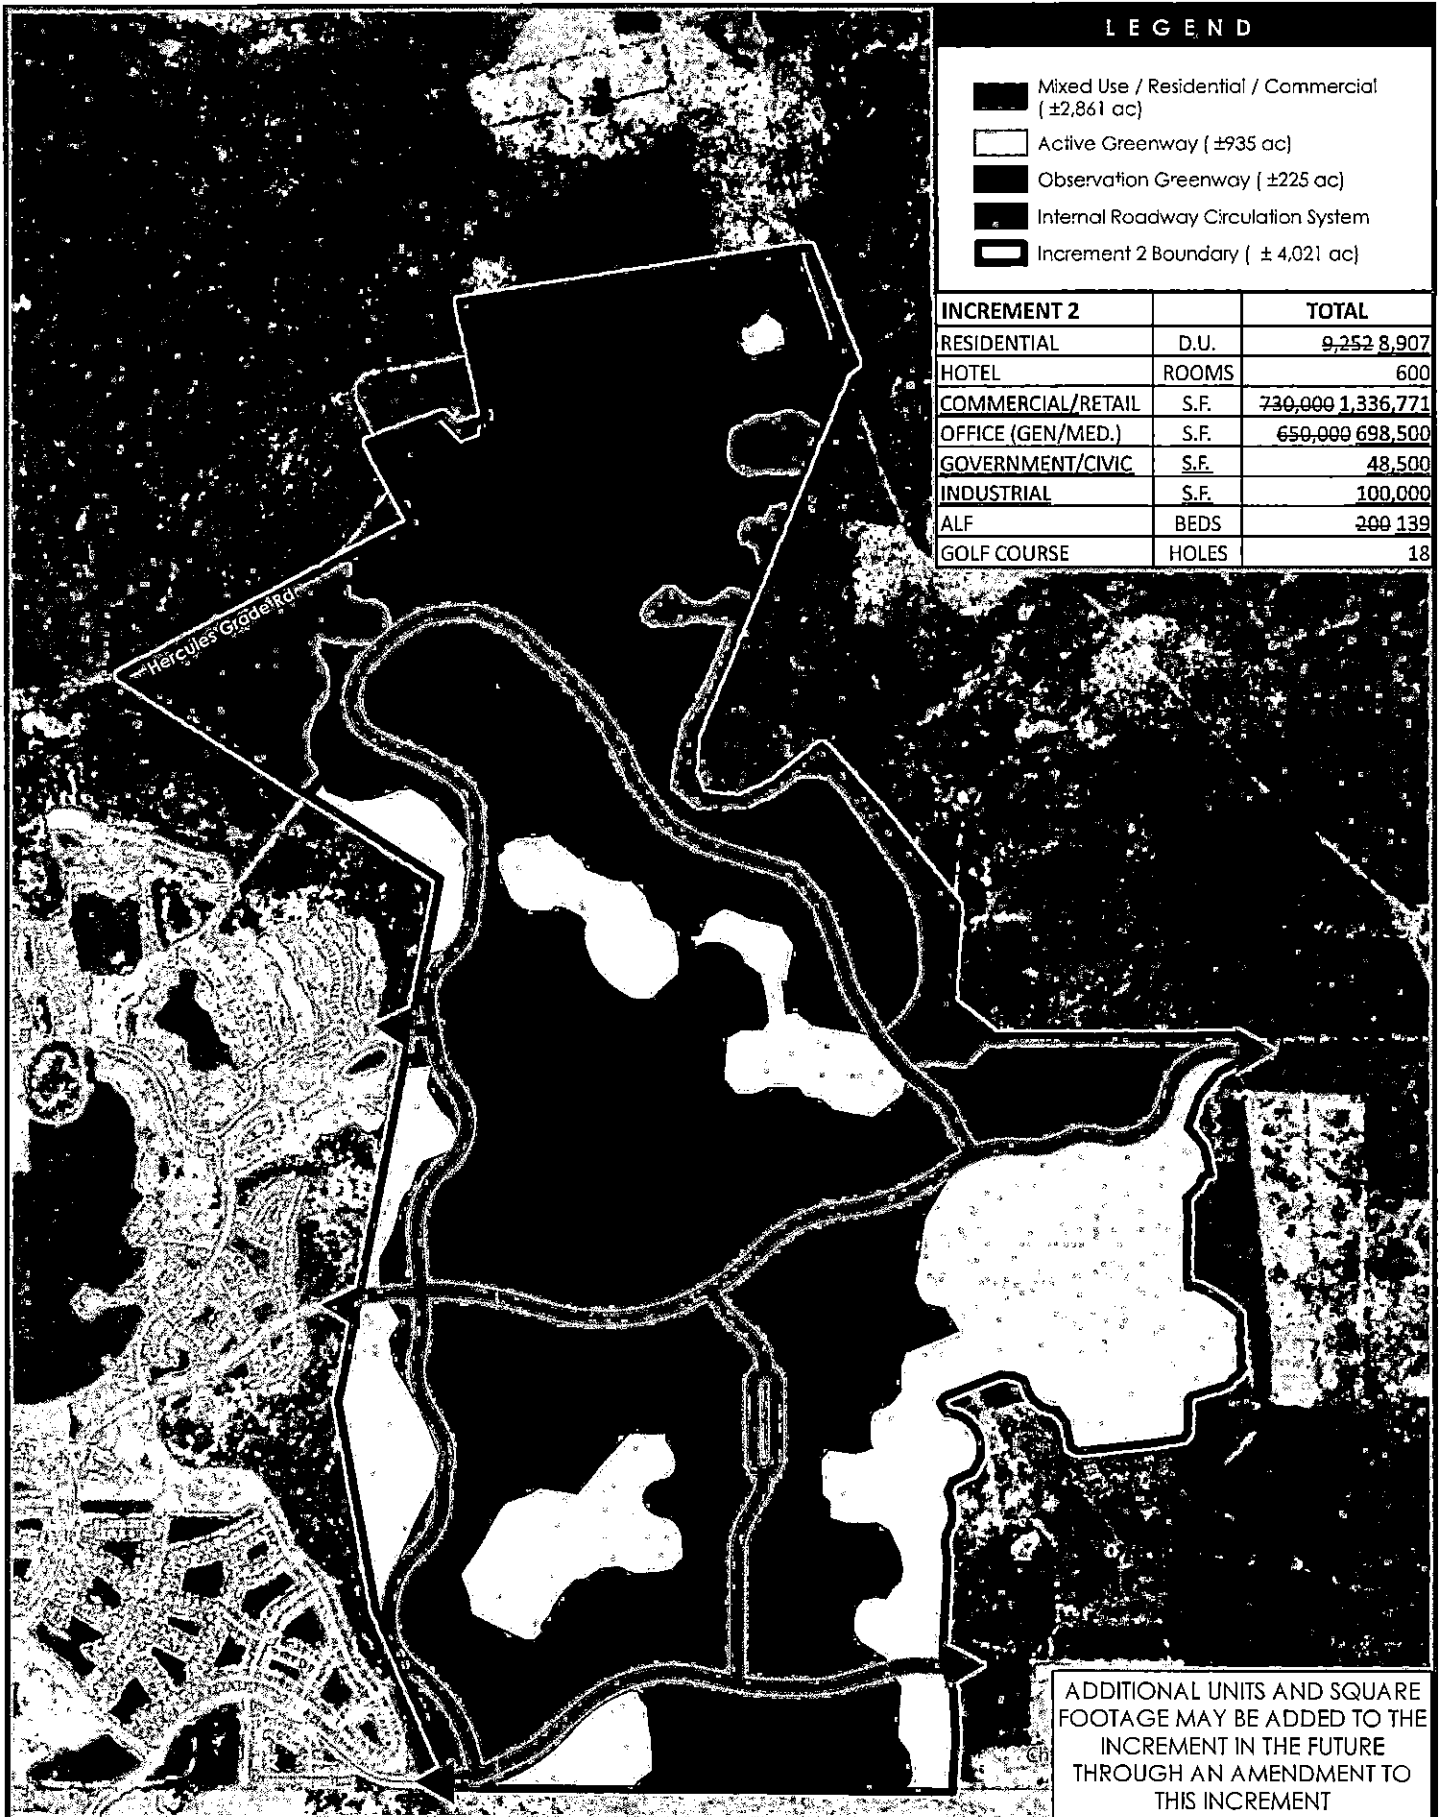 LEGEND
Mixed Use / Residential / Commercial
( ±2,861 ac)
Active Greenway ( ±935 ac)
Observation Greenway ( ±225 ac)
Internal Roadway Circulation System
Increment 2 Boundary ( ± 4,021 ac)
INCREMENT 2 TOTAL
RESIDENTIAL D.U. 9,252 8,907
HOTEL ROOMS 600
COMMERCIAL/RETAIL S.F. 730,000 1,336,771
OFFICE (GEN/MED.) S.F. 650,000 698,500
GOVERNMENT/CIVIC S.F. 48,500
INDUSTRIAL S.F. 100,000
ALF BEDS 200 139
GOLF COURSE HOLES 18
Hercules Grade Rd
ADDITIONAL UNITS AND SQUARE
FOOTAGE MAY BE ADDED TO THE
INCREMENT IN THE FUTURE
THROUGH AN AMENDMENT TO
THIS INCREMENT